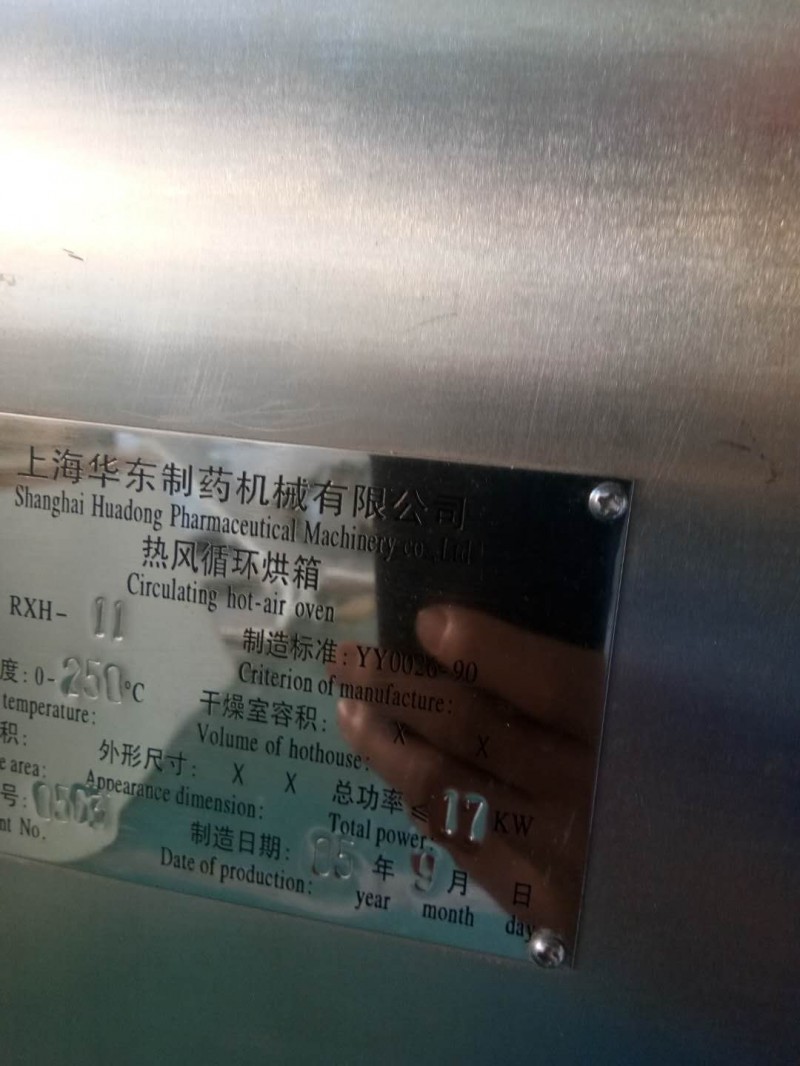 上海华东制药机械有限公司
Shanghai Huadong Pharmaceutical Machinery co.,Ltd
热风循环烘箱
Circulating hot-air oven
RXH- 11
制造标准:YY0026-90
Criterion of manufacture:
度:0-250℃
temperature:
干燥室容积: X X
Volume of hothouse:
积:
外形尺寸: X X
e area:
Appearance dimension:
总功率≤17KW
Total power:
号:
nt No.
制造日期: 05年9月 日
Date of production: year month day